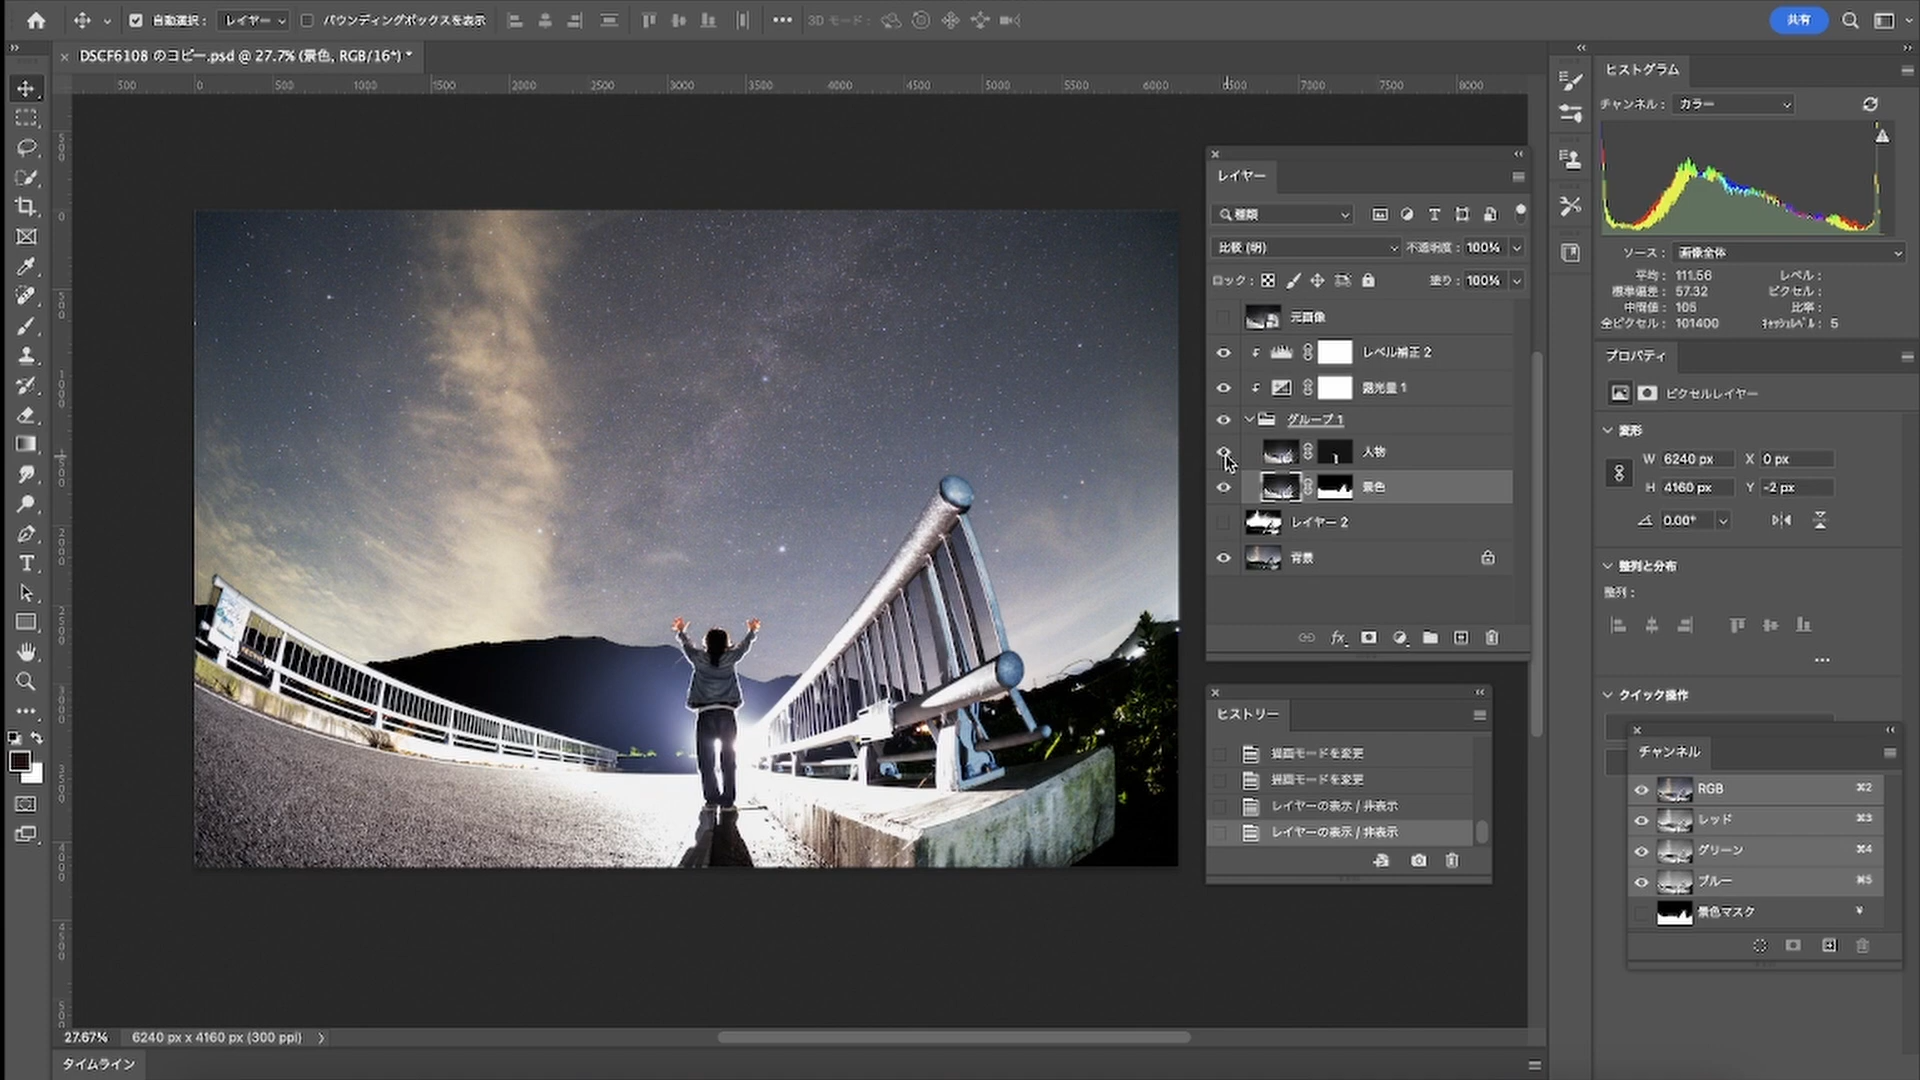 自動選択：
レイヤー
バウンディングボックスを表示
3D モード：
共有
DSCF6108 のコピー.psd @ 27.7% (景色, RGB/16*) *
500 0 500 1000 1500 2000 2500 3000 3500 4000 4500 5000 5500 6000 6500 7000 7500 8000
レイヤー
種類
比較 (明)
不透明度： 100%
ロック：
塗り： 100%
元画像
レベル補正 2
露光量 1
グループ 1
人物
景色
レイヤー 2
背景
fx
ヒストリー
描画モードを変更
描画モードを変更
レイヤーの表示 / 非表示
レイヤーの表示 / 非表示
ヒストグラム
チャンネル： カラー
ソース： 画像全体
平均： 111.56 レベル：
標準偏差： 57.32 ピクセル：
中間値： 106 比率：
全ピクセル： 101400 ｷｬｯｼｭﾚﾍﾞﾙ： 5
プロパティ
ピクセルレイヤー
変形
W 6240 px X 0 px
H 4160 px Y -2 px
0.00°
整列と分布
整列：
クイック操作
チャンネル
RGB ⌘2
レッド ⌘3
グリーン ⌘4
ブルー ⌘5
景色マスク
27.67% 6240 px x 4160 px (300 ppi)
タイムライン